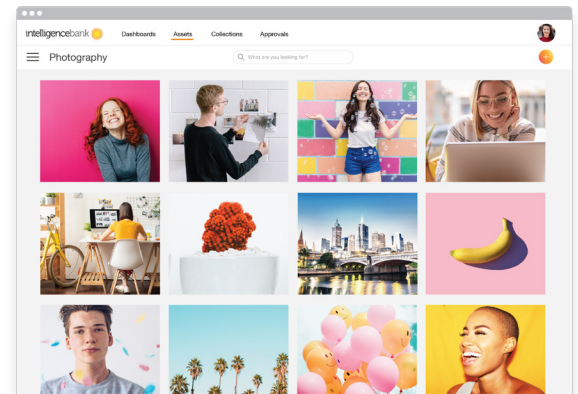 intelligencebank
Dashboards
Assets
Collections
Approvals
Photography
What are you looking for?